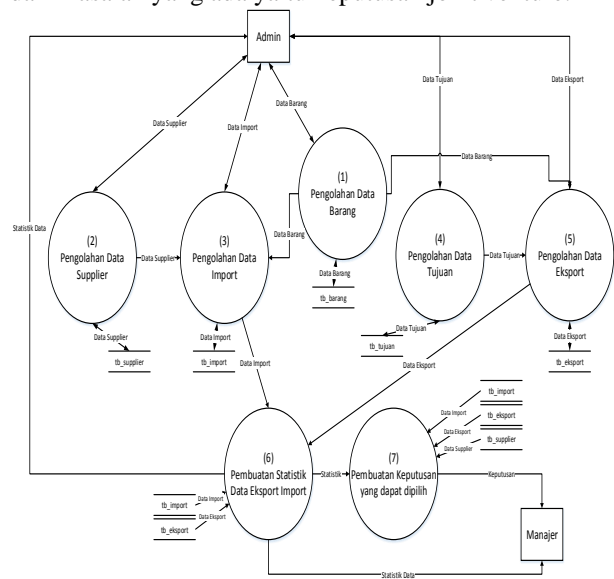 Admin
Data Supplier
Data Import
Data Barang
Data Tujuan
Data Eksport
Data Barang
Statistik Data
(1)
Pengolahan Data
Barang
(2)
Pengolahan Data
Supplier
Data Supplier
(3)
Pengolahan Data
Import
Data Barang
(4)
Pengolahan Data
Tujuan
Data Tujuan
(5)
Pengolahan Data
Eksport
Data Barang
tb_barang
Data Supplier
tb_supplier
Data Import
tb_import
Data Tujuan
tb_tujuan
Data Eksport
tb_eksport
Data Import
Data Eksport
(6)
Pembuatan Statistik
Data Eksport Import
Statistik
(7)
Pembuatan Keputusan
yang dapat dipilih
Data Import
tb_import
Data Eksport
tb_eksport
Data Supplier
tb_supplier
Keputusan
tb_import
Data Import
tb_eksport
Data Eksport
Manajer
Statistik Data